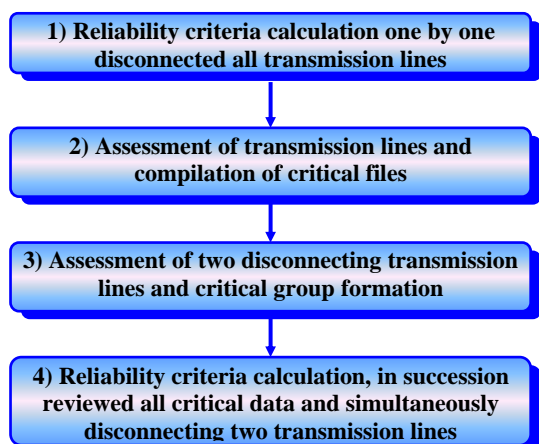 1) Reliability criteria calculation one by one
disconnected all transmission lines
2) Assessment of transmission lines and
compilation of critical files
3) Assessment of two disconnecting transmission
lines and critical group formation
4) Reliability criteria calculation, in succession
reviewed all critical data and simultaneously
disconnecting two transmission lines